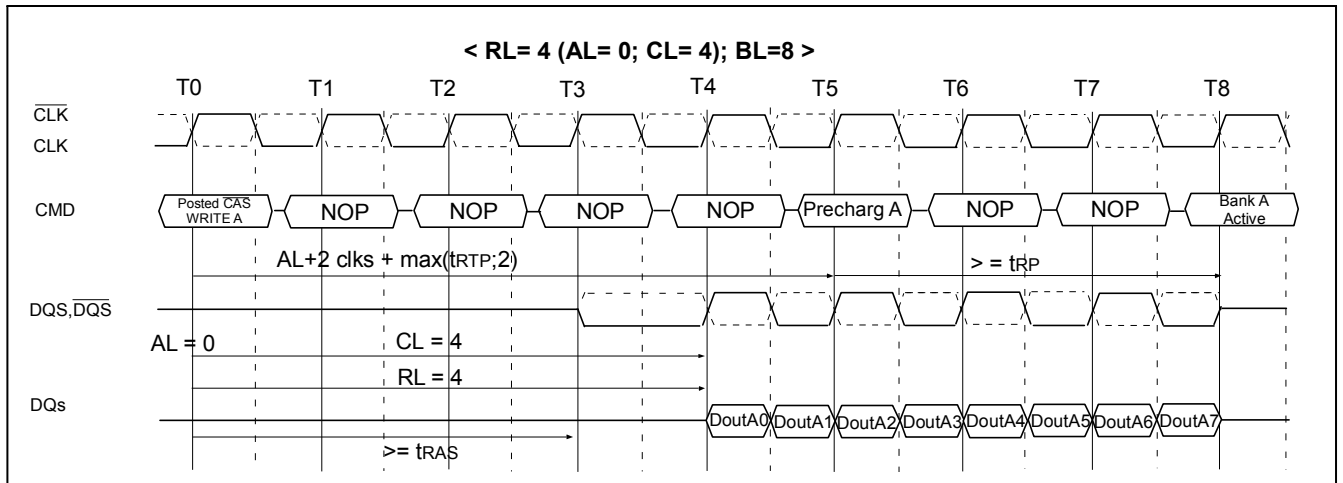 < RL= 4 (AL= 0; CL= 4); BL=8 >
T0 T1 T2 T3 T4 T5 T6 T7 T8
CLK
CLK
CMD
Posted CAS
WRITE A
NOP
NOP
NOP
NOP
Precharg A
NOP
NOP
Bank A
Active
AL+2 clks + max(tRTP;2)
> = tRP
DQS,DQS
AL = 0
CL = 4
RL = 4
DQs
DoutA0 DoutA1 DoutA2 DoutA3 DoutA4 DoutA5 DoutA6 DoutA7
>= tRAS